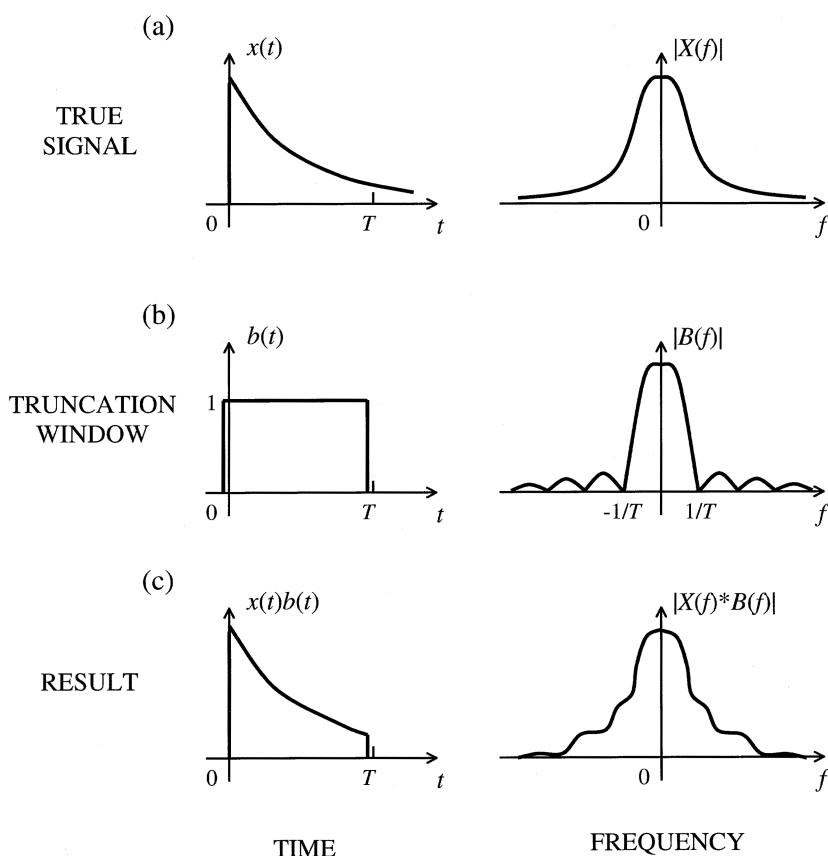 (a)
x(t)
|X(f)|
TRUE
SIGNAL
0
T
t
0
f
(b)
b(t)
|B(f)|
TRUNCATION
WINDOW
1
0
T
t
-1/T
1/T
f
(c)
x(t)b(t)
|X(f)*B(f)|
RESULT
0
T
t
0
f
TIME
FREQUENCY